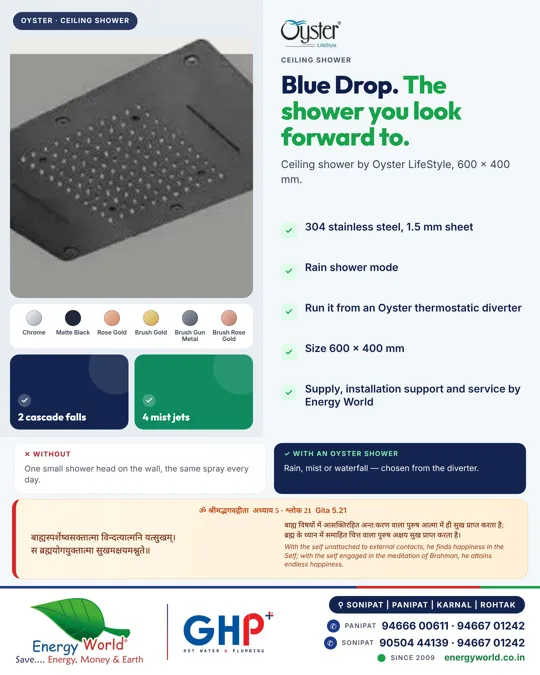 OYSTER · CEILING SHOWER
Oyster®
LifeStyle
CEILING SHOWER
Blue Drop. The
shower you look
forward to.
Ceiling shower by Oyster LifeStyle, 600 × 400
mm.
304 stainless steel, 1.5 mm sheet
Rain shower mode
Run it from an Oyster thermostatic diverter
Size 600 × 400 mm
Supply, installation support and service by
Energy World
Chrome
Matte Black
Rose Gold
Brush Gold
Brush Gun
Metal
Brush Rose
Gold
2 cascade falls
4 mist jets
× WITHOUT
One small shower head on the wall, the same spray every
day.
✓ WITH AN OYSTER SHOWER
Rain, mist or waterfall — chosen from the diverter.
ॐ श्रीमद्भगवद्गीता अध्याय 5 · श्लोक 21 Gita 5.21
बाह्यस्पर्शेष्वसक्तात्मा विन्दत्यात्मनि यत्सुखम्।
स ब्रह्मयोगयुक्तात्मा सुखमक्षयमश्नुते॥
बाह्य विषयों में आसक्तिरहित अन्तःकरण वाला पुरुष आत्मा में ही सुख प्राप्त करता है;
ब्रह्म के ध्यान में समाहित चित्त वाला पुरुष अक्षय सुख प्राप्त करता है।
With the self unattached to external contacts, he finds happiness in the
Self; with the self engaged in the meditation of Brahman, he attains
endless happiness.
Energy World®
Save.... Energy, Money & Earth
GHP+
HOT WATER & PLUMBING
SONIPAT | PANIPAT | KARNAL | ROHTAK
PANIPAT 94666 00611 · 94667 01242
SONIPAT 90504 44139 · 94667 01242
SINCE 2009 energyworld.co.in